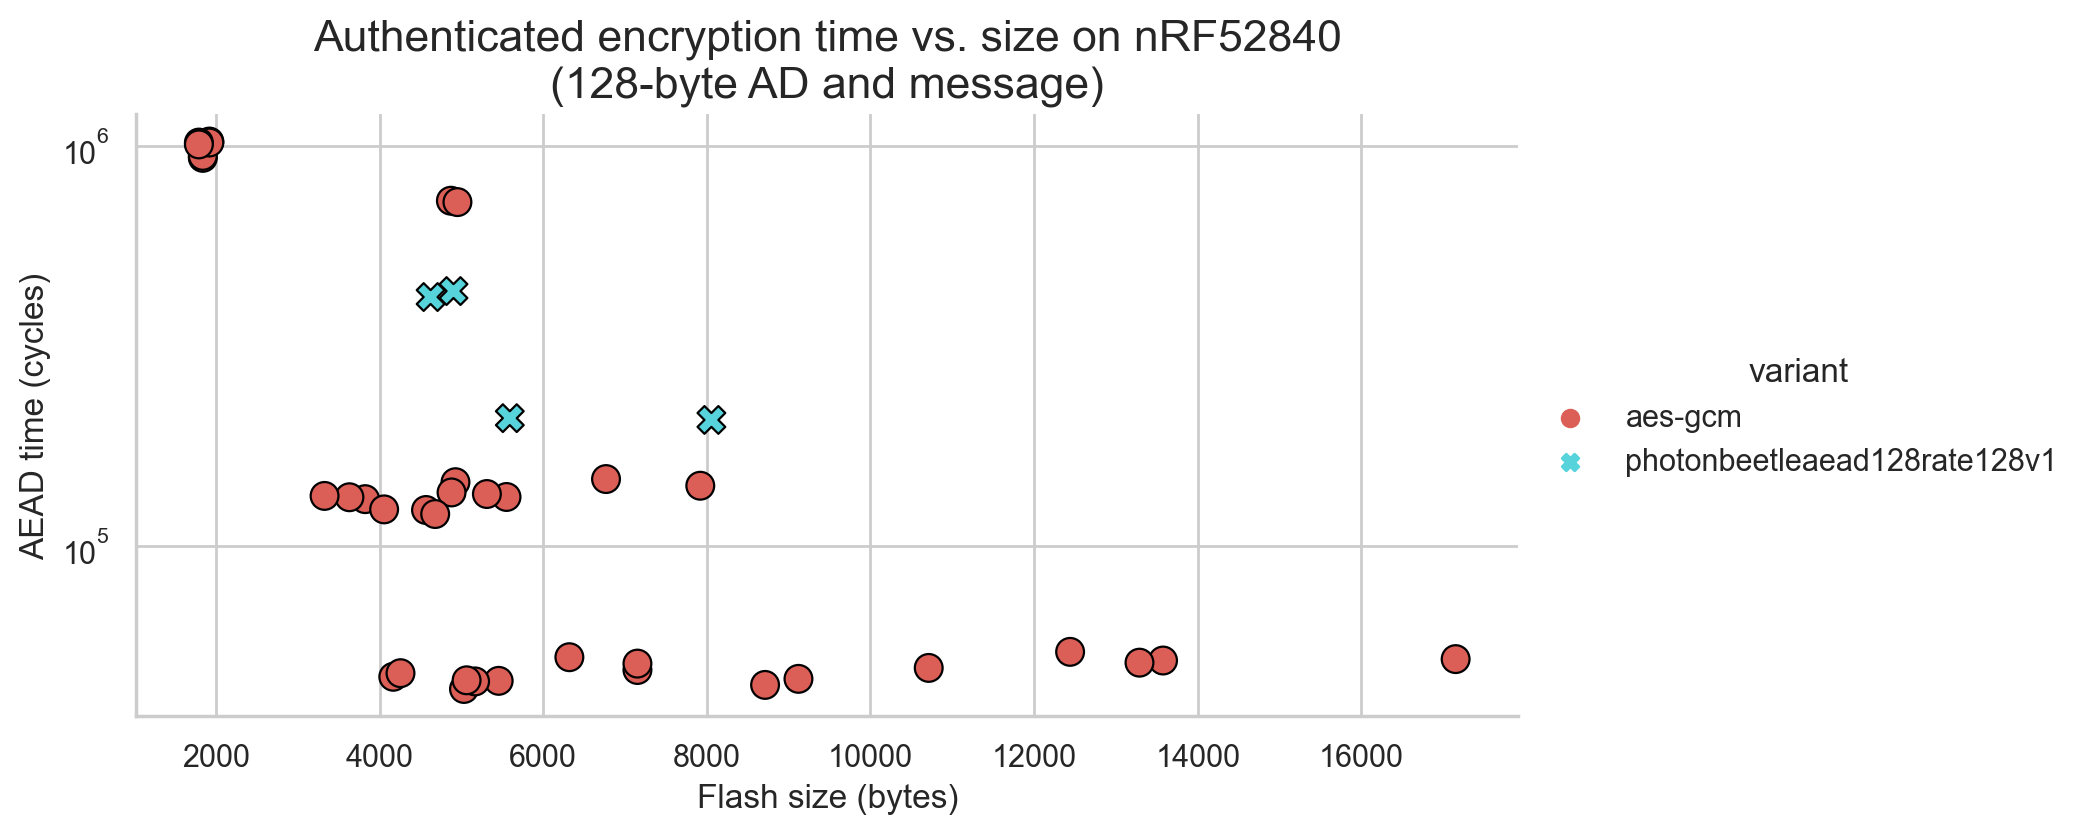 Authenticated encryption time vs. size on nRF52840
(128-byte AD and message)
10^6
10^5
AEAD time (cycles)
2000 4000 6000 8000 10000 12000 14000 16000
Flash size (bytes)
variant
aes-gcm
photonbeetleaead128rate128v1